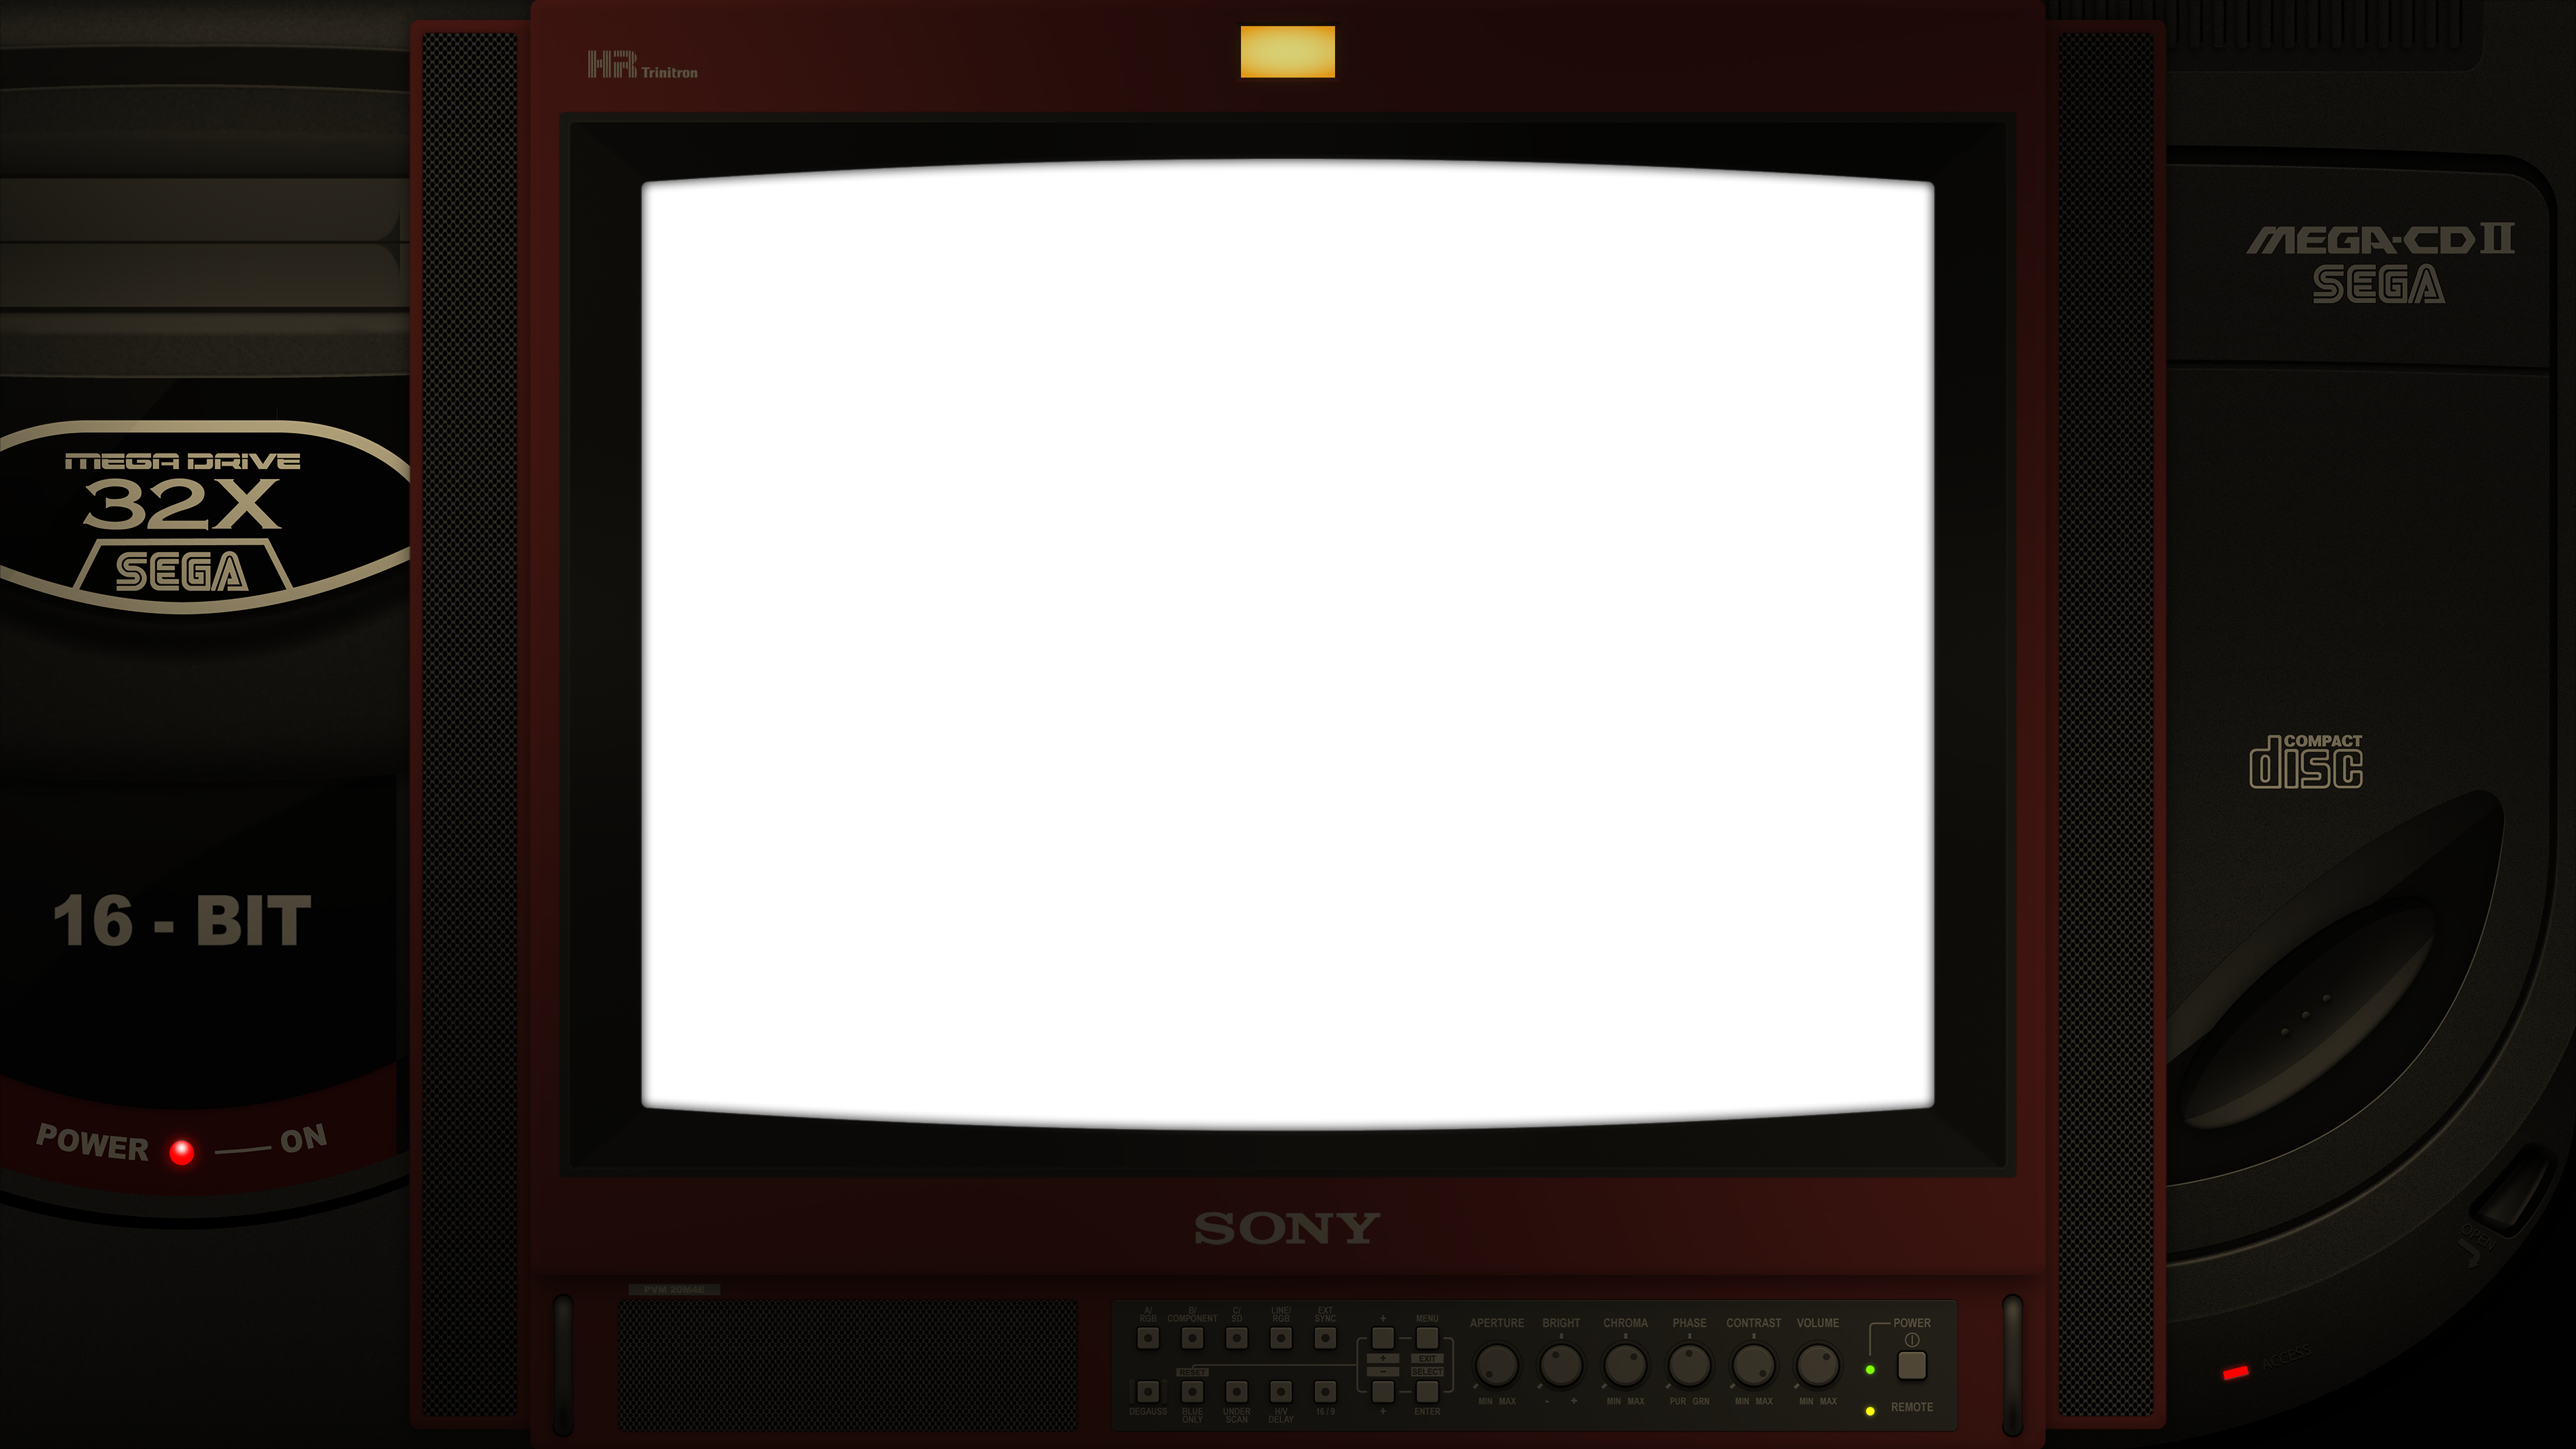 HR Trinitron
MEGA-CD II
SEGA
MEGA DRIVE
32X
SEGA
COMPACT
disc
16 - BIT
POWER ON
OPEN
SONY
PVM 20M4E
A/
RGB
B/
COMPONENT
C/
SD
LINE/
RGB
EXT
SYNC
+
MENU
+
EXIT
-
SELECT
RESET
DEGAUSS
BLUE
ONLY
UNDER
SCAN
H/V
DELAY
16 / 9
+
ENTER
APERTURE BRIGHT CHROMA PHASE CONTRAST VOLUME POWER
MIN MAX - + MIN MAX PUR GRN MIN MAX MIN MAX REMOTE
ACCESS